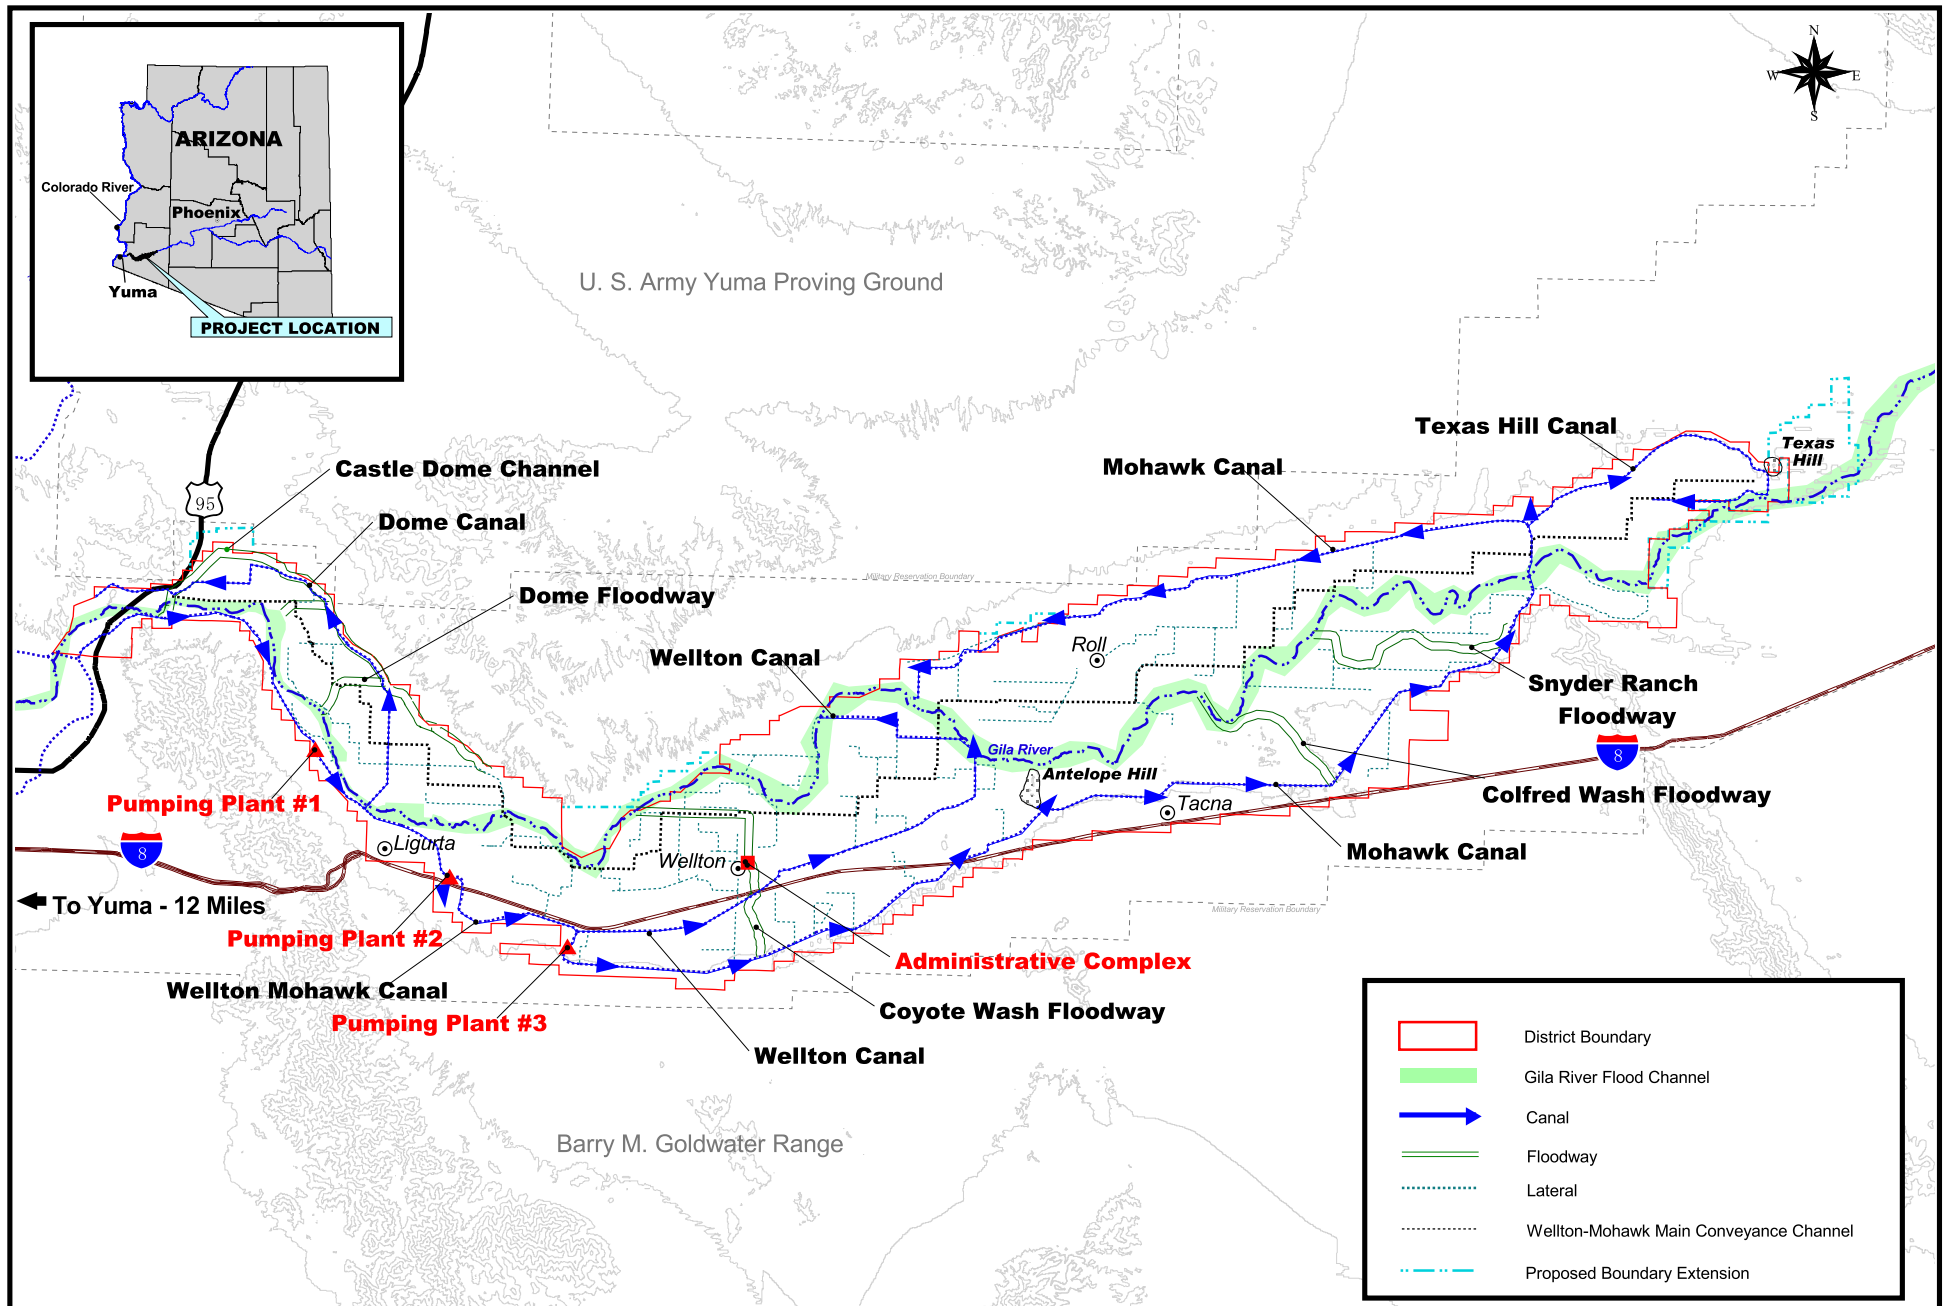 N
W
E
S
ARIZONA
Colorado River
Phoenix
Yuma
PROJECT LOCATION
U. S. Army Yuma Proving Ground
Texas Hill Canal
Texas
Hill
Castle Dome Channel
Mohawk Canal
95
Dome Canal
Military Reservation Boundary
Dome Floodway
Roll
Wellton Canal
Snyder Ranch
Floodway
Gila River
8
Antelope Hill
Pumping Plant #1
Tacna
Colfred Wash Floodway
8
Ligurta
Wellton
Mohawk Canal
To Yuma - 12 Miles
Military Reservation Boundary
Pumping Plant #2
Administrative Complex
Wellton Mohawk Canal
Coyote Wash Floodway
Pumping Plant #3
Wellton Canal
Barry M. Goldwater Range
District Boundary
Gila River Flood Channel
Canal
Floodway
Lateral
Wellton-Mohawk Main Conveyance Channel
Proposed Boundary Extension